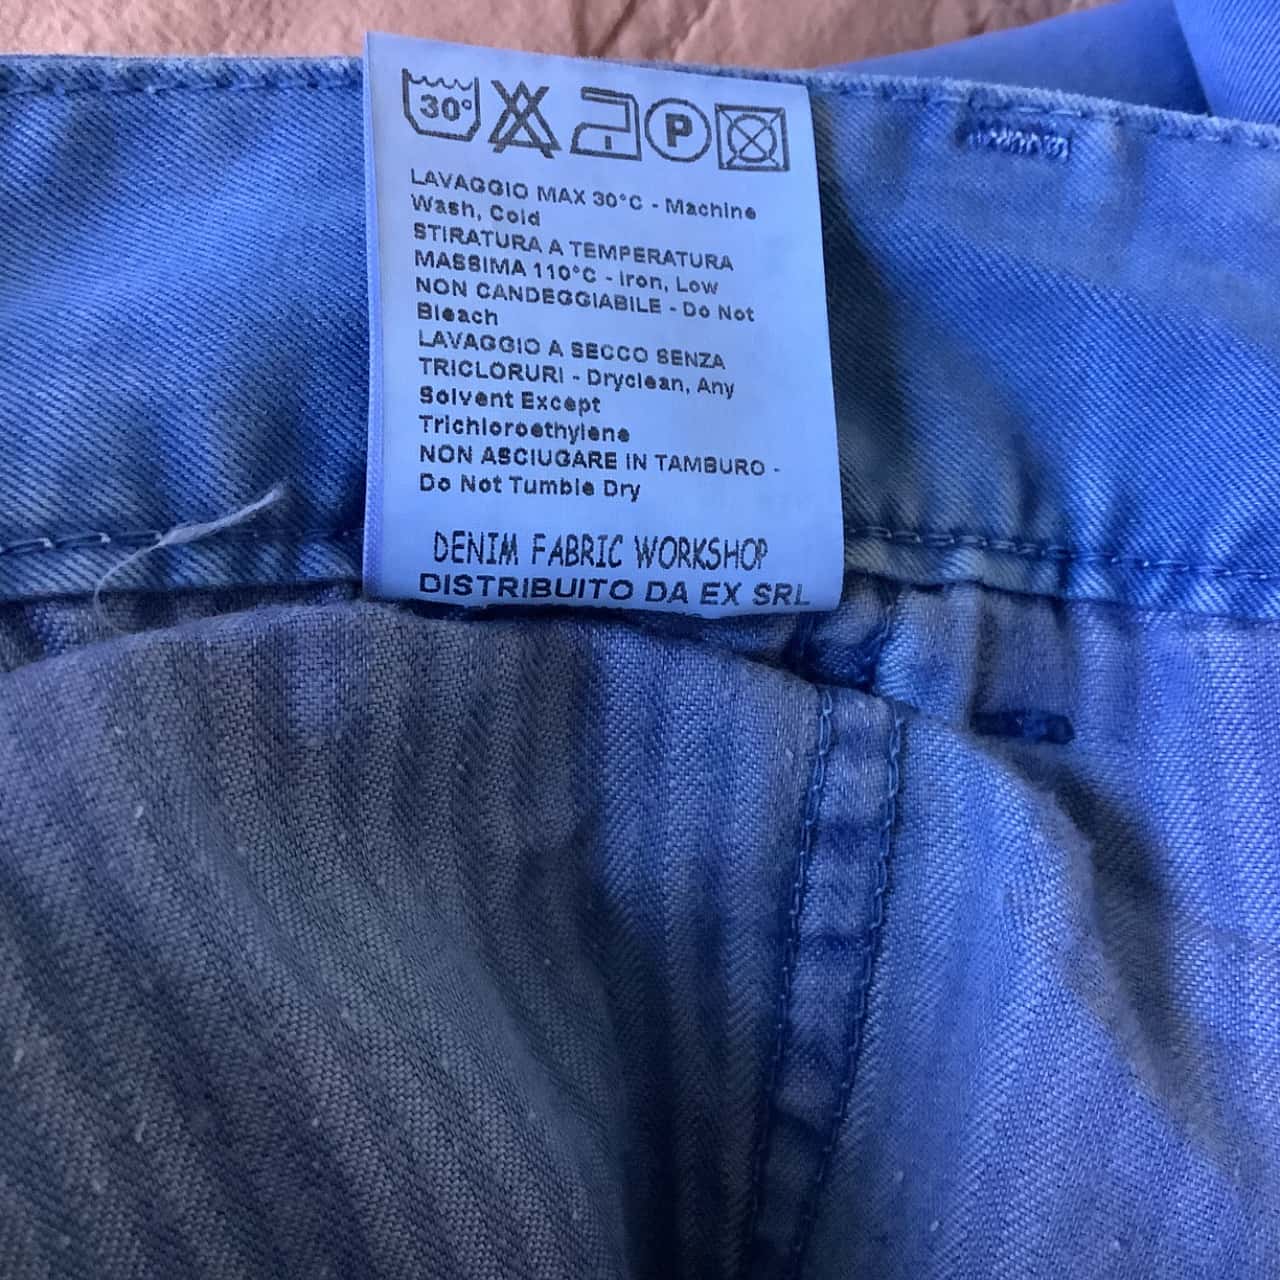 30°
P
LAVAGGIO MAX 30°C - Machine
Wash, Cold
STIRATURA A TEMPERATURA
MASSIMA 110°C - Iron, Low
NON CANDEGGIABILE - Do Not
Bleach
LAVAGGIO A SECCO SENZA
TRICLORURI - Dryclean, Any
Solvent Except
Trichloroethylene
NON ASCIUGARE IN TAMBURO -
Do Not Tumble Dry
DENIM FABRIC WORKSHOP
DISTRIBUITO DA EX SRL